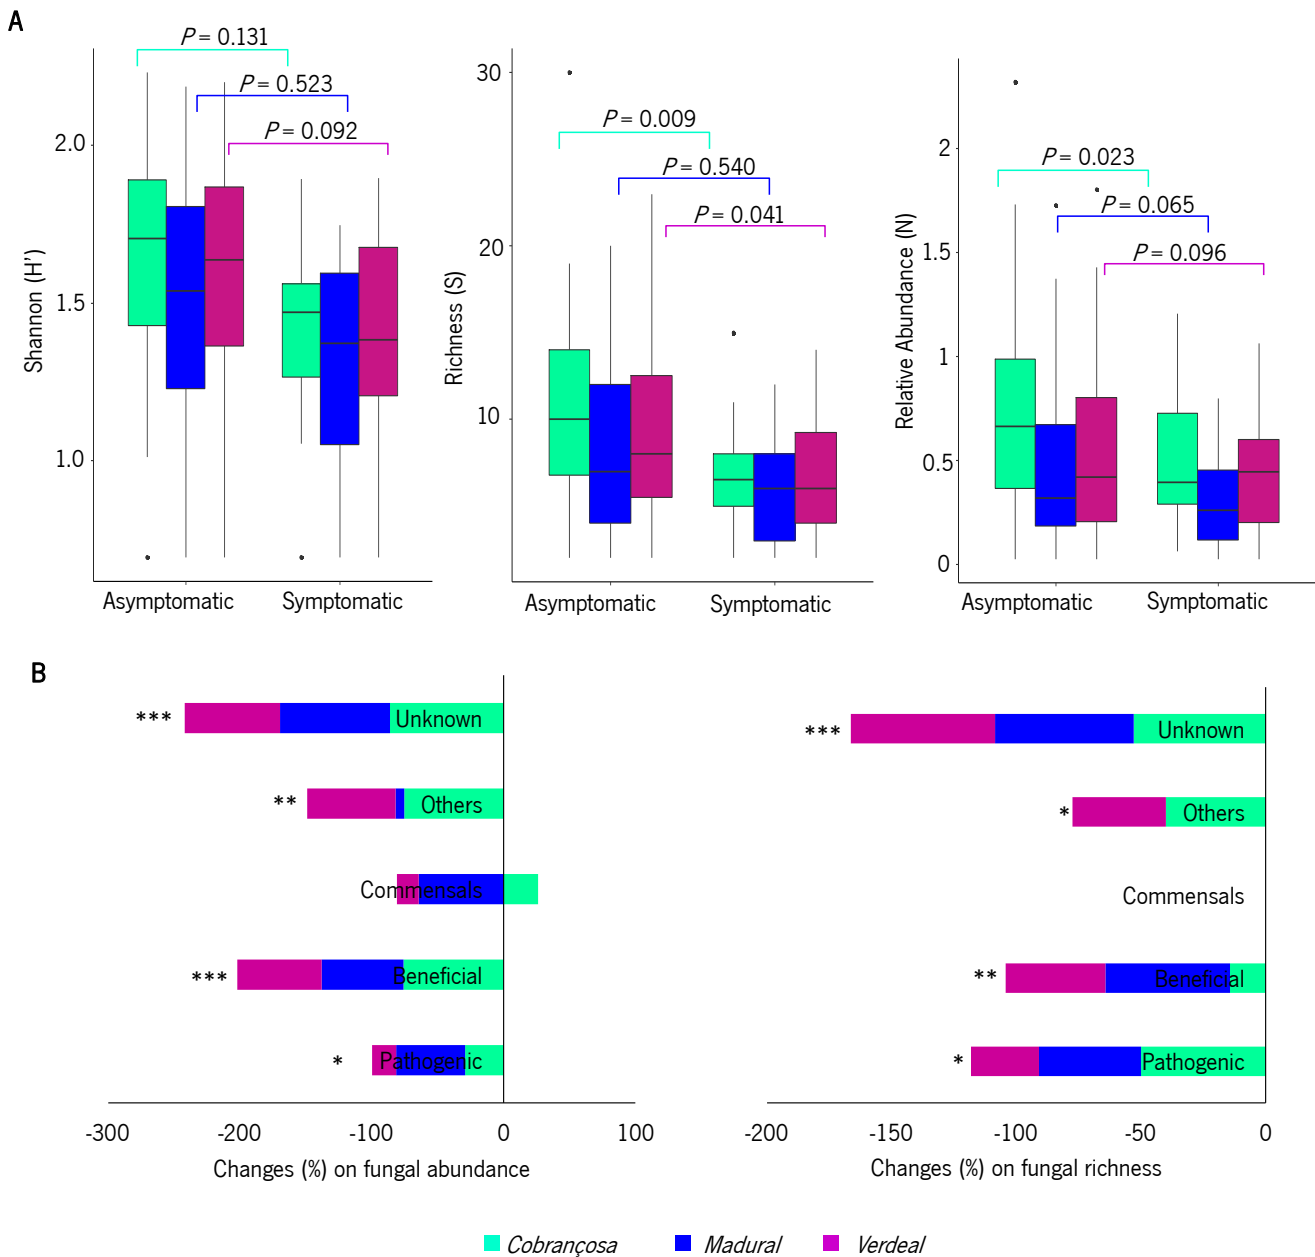 A
P = 0.131
P = 0.523
P = 0.092
2.0
1.5
1.0
Shannon (H')
Asymptomatic
Symptomatic
P = 0.009
P = 0.540
P = 0.041
30
20
10
Richness (S)
Asymptomatic
Symptomatic
P = 0.023
P = 0.065
P = 0.096
2
1.5
1
0.5
0
Relative Abundance (N)
Asymptomatic
Symptomatic
B
*** Unknown
** Others
Commensals
*** Beneficial
* Pathogenic
-300 -200 -100 0 100
Changes (%) on fungal abundance
*** Unknown
* Others
Commensals
** Beneficial
* Pathogenic
-200 -150 -100 -50 0
Changes (%) on fungal richness
Cobrançosa Madural Verdeal